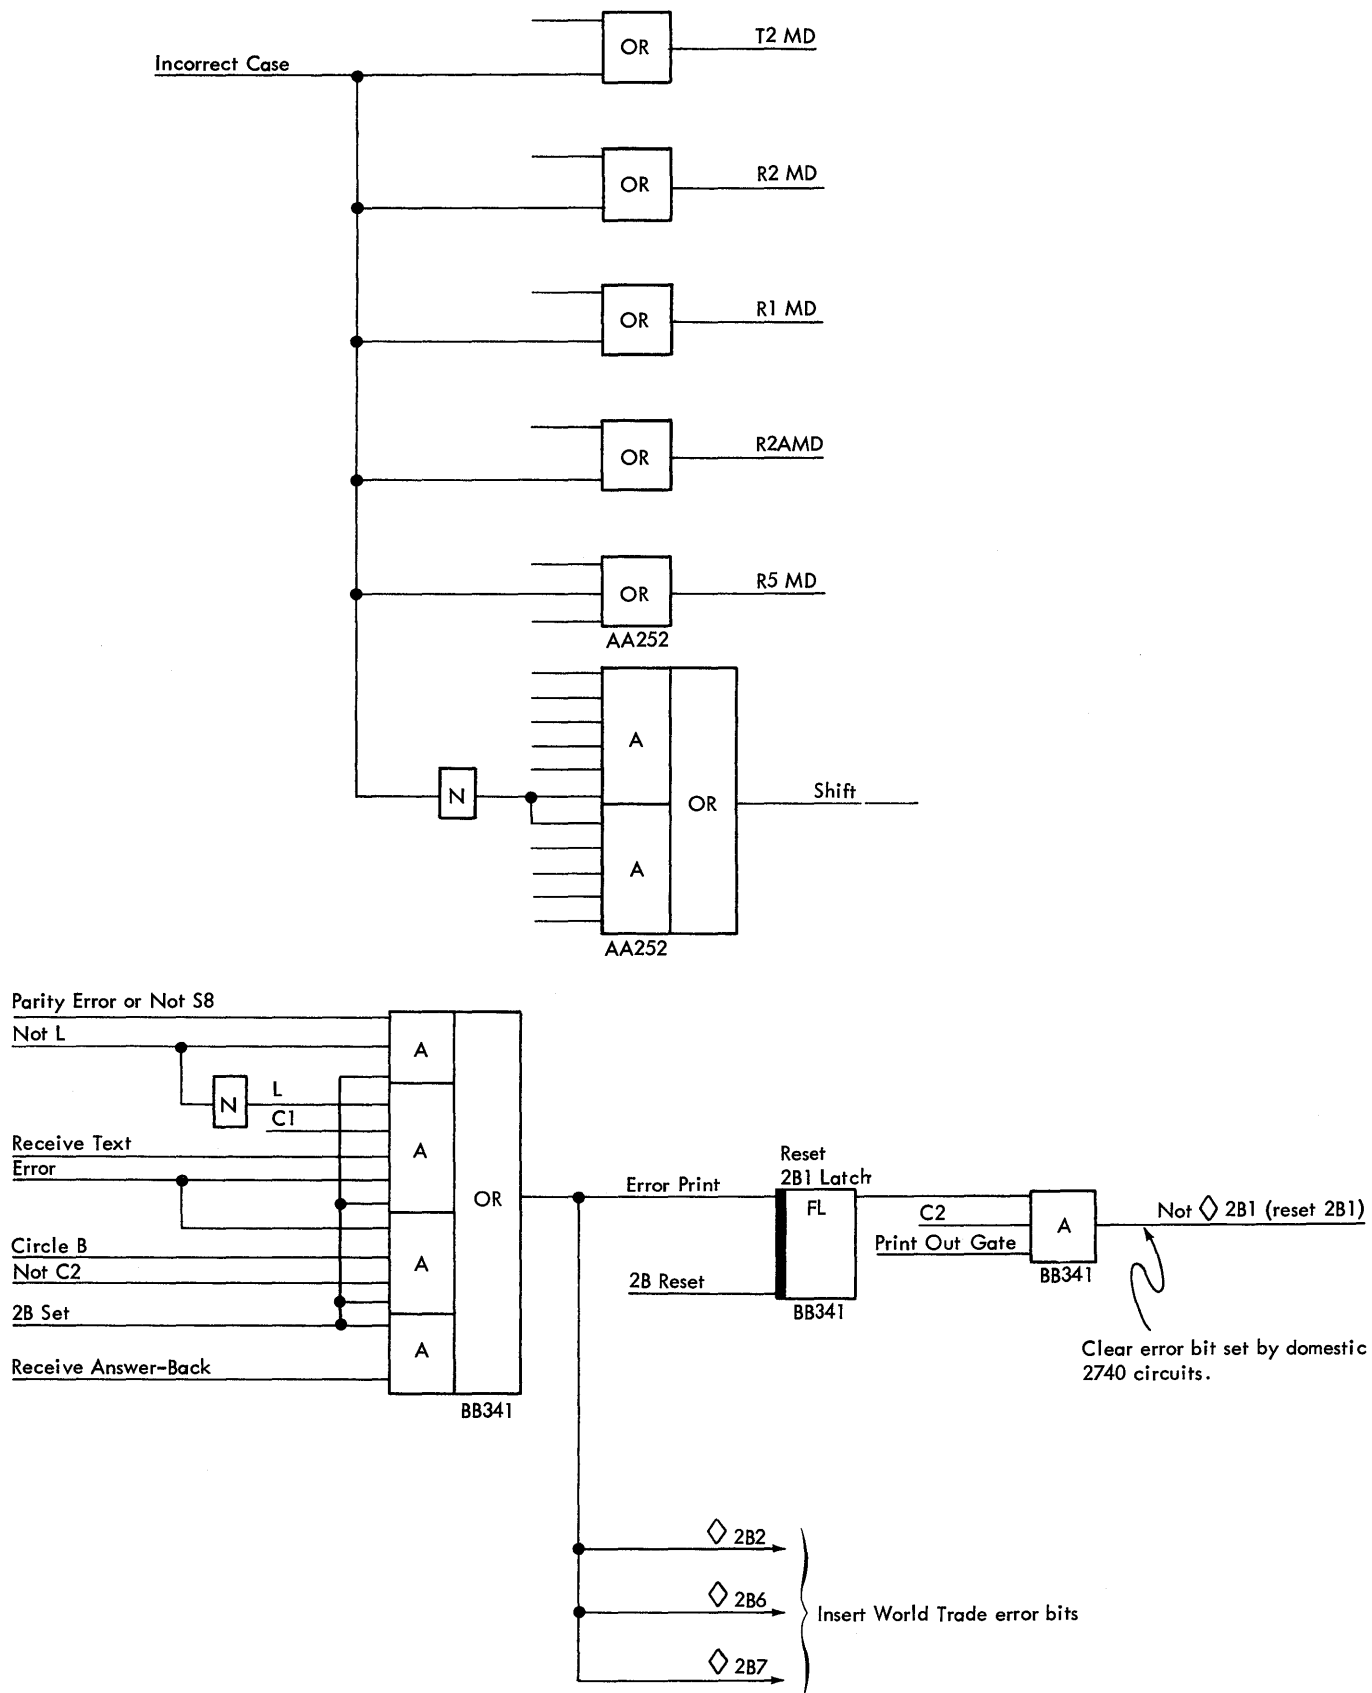 OR
T2 MD
Incorrect Case
OR
R2 MD
OR
R1 MD
OR
R2AMD
OR
R5 MD
AA252
A
N
OR
Shift
A
AA252
Parity Error or Not S8
Not L
A
N
L
C1
Receive Text
A
Error
OR
Error Print
Reset
2B1 Latch
FL
C2
A
Not ◇ 2B1 (reset 2B1)
Print Out Gate
BB341
Circle B
A
Not C2
2B Reset
BB341
2B Set
A
Receive Answer-Back
BB341
Clear error bit set by domestic
2740 circuits.
◇ 2B2
◇ 2B6
Insert World Trade error bits
◇ 2B7